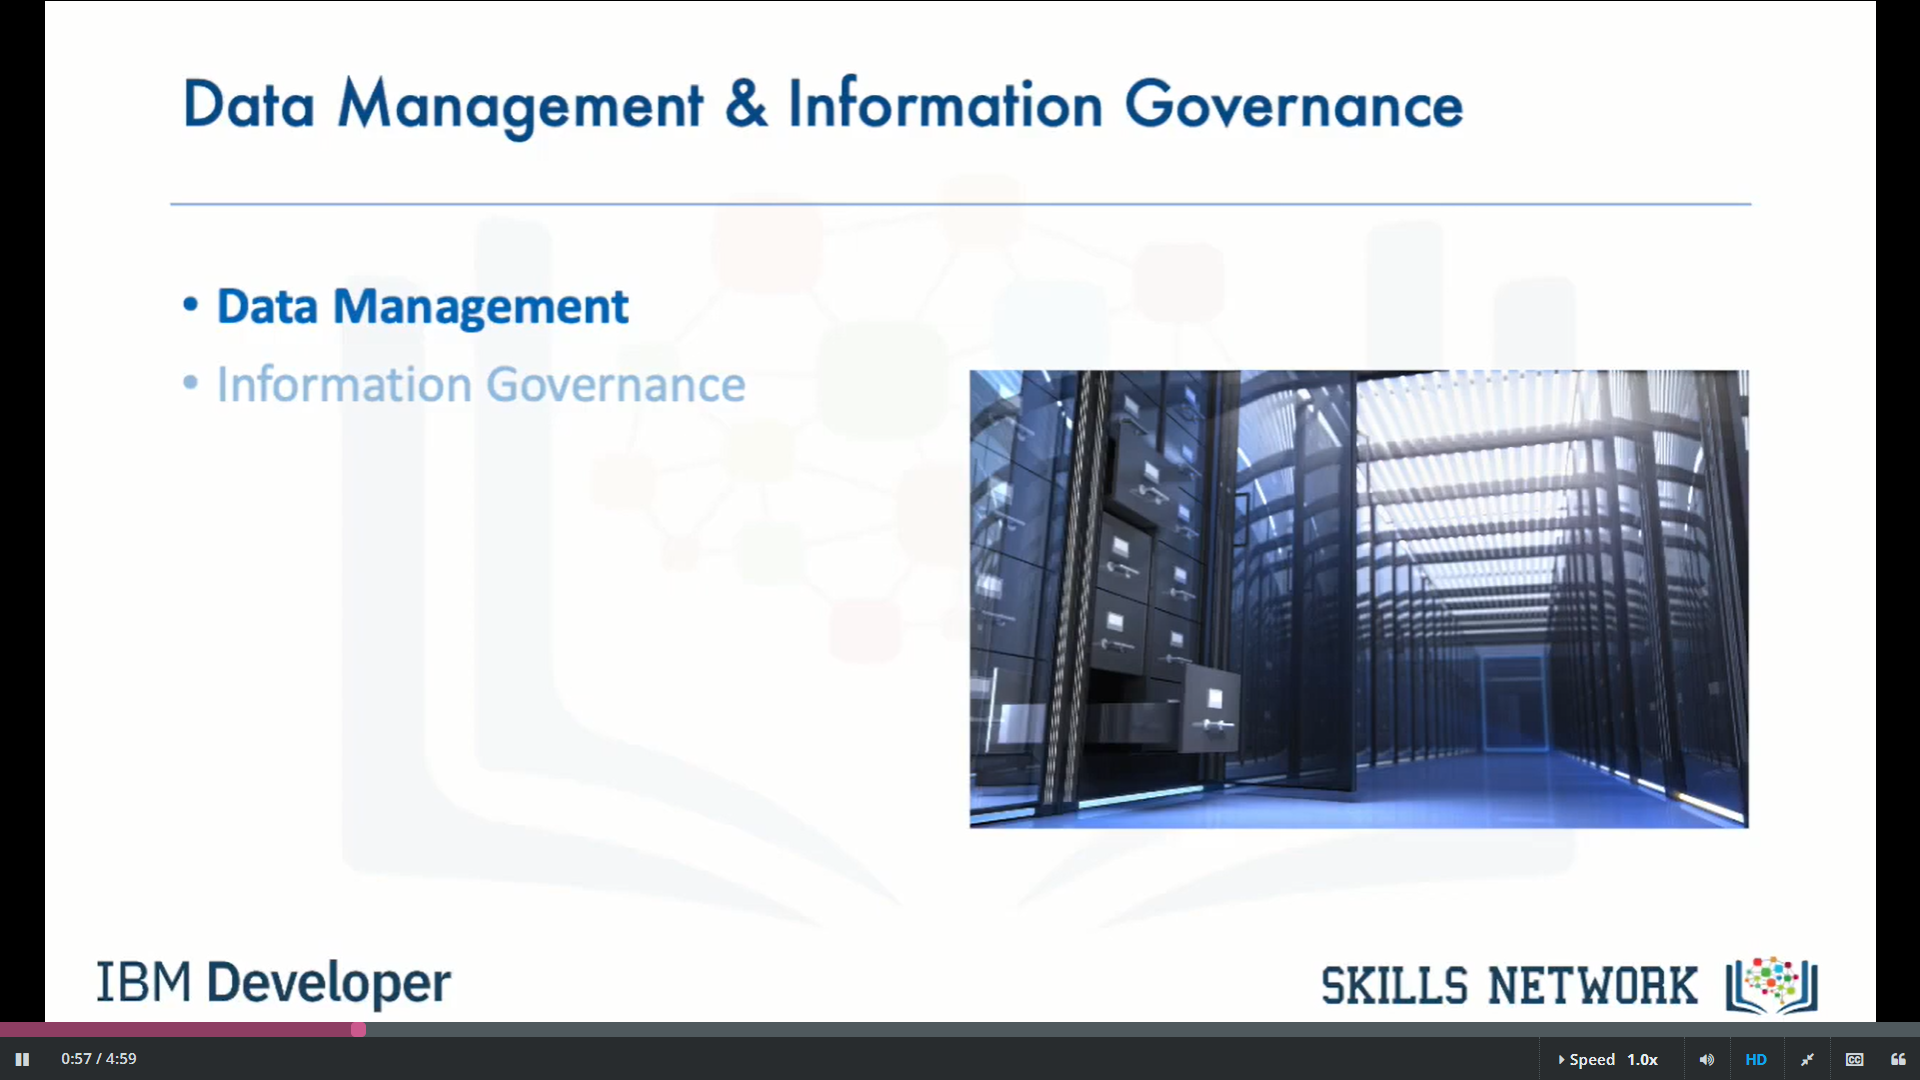 Data Management & Information Governance
• Data Management
• Information Governance
IBM Developer
SKILLS NETWORK
0:57 / 4:59
Speed 1.0x
HD
CC